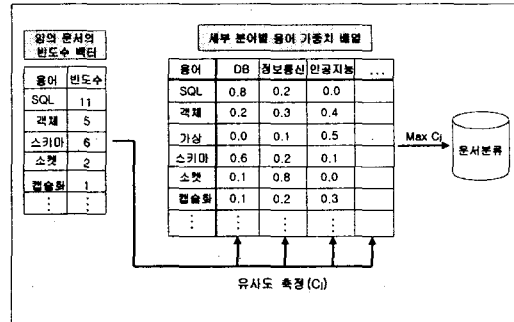 임의 문서의
빈도수 벡터
용어 빈도수
SQL 11
객체 5
스키마 6
소켓 2
캡슐화 1
⋮ ⋮
세부 분야별 용어 가중치 배열
용어 DB 정보통신 인공지능 ...
SQL 0.8 0.2 0.0
객체 0.2 0.3 0.4
가상 0.0 0.1 0.5
스키마 0.6 0.2 0.1
소켓 0.1 0.8 0.0
캡슐화 0.1 0.2 0.3
⋮ ⋮ ⋮ ⋮
Max Cj
문서분류
유사도 측정(Cj)